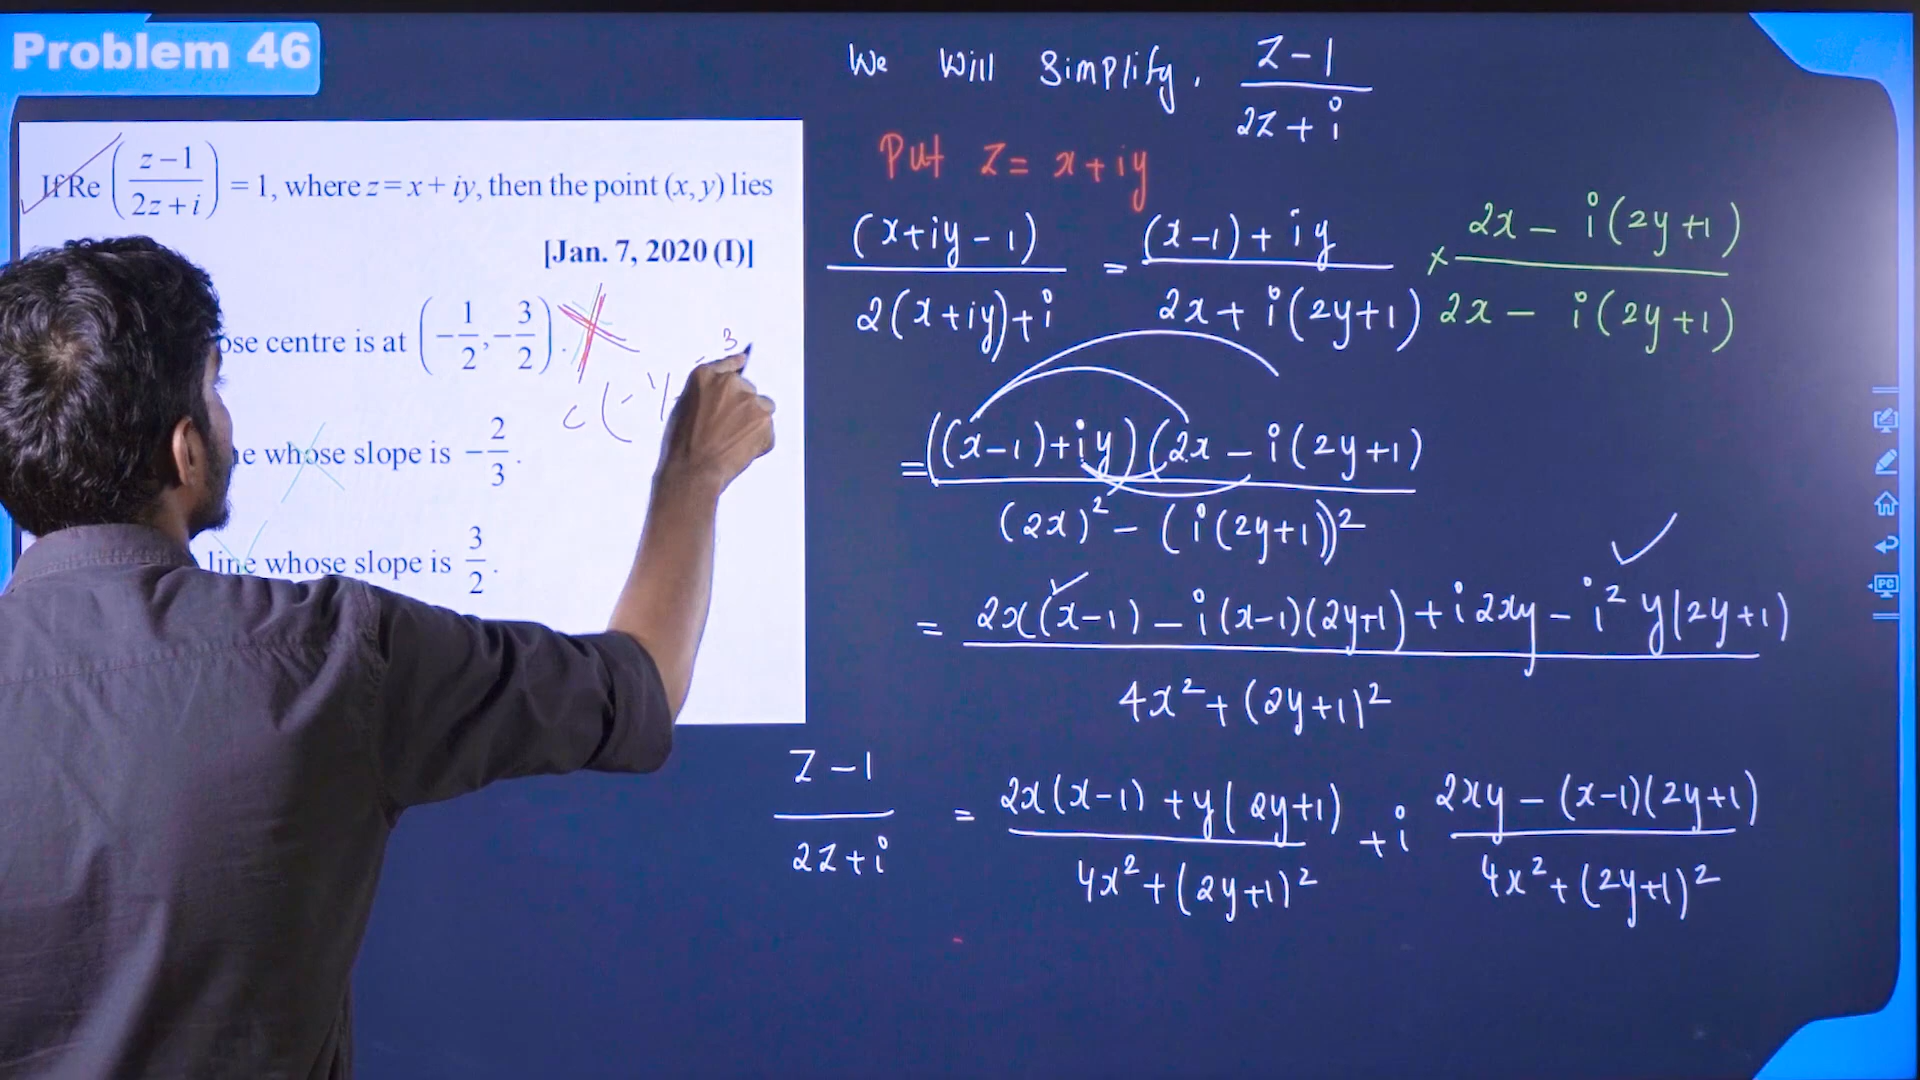 Problem 46
If Re ( (z−1)/(2z+i) ) = 1, where z = x + iy, then the point (x, y) lies
[Jan. 7, 2020 (I)]
centre is at ( −1/2, −3/2 ).
C (−1/
3
whose slope is −2/3.
line whose slope is 3/2.
We Will Simplify, (Z−1)/(2Z+i)
Put Z = x+iy
(x+iy−1)/(2(x+iy)+i) = ((x−1)+iy)/(2x+i(2y+1)) × (2x−i(2y+1))/(2x−i(2y+1))
= ((x−1)+iy)(2x−i(2y+1)/((2x)²−(i(2y+1))²
= (2x(x−1)−i(x−1)(2y+1)+i2xy−i²y(2y+1))/(4x²+(2y+1)²)
(Z−1)/(2Z+i) = (2x(x−1)+y(2y+1))/(4x²+(2y+1)²) + i (2xy−(x−1)(2y+1))/(4x²+(2y+1)²)
PC